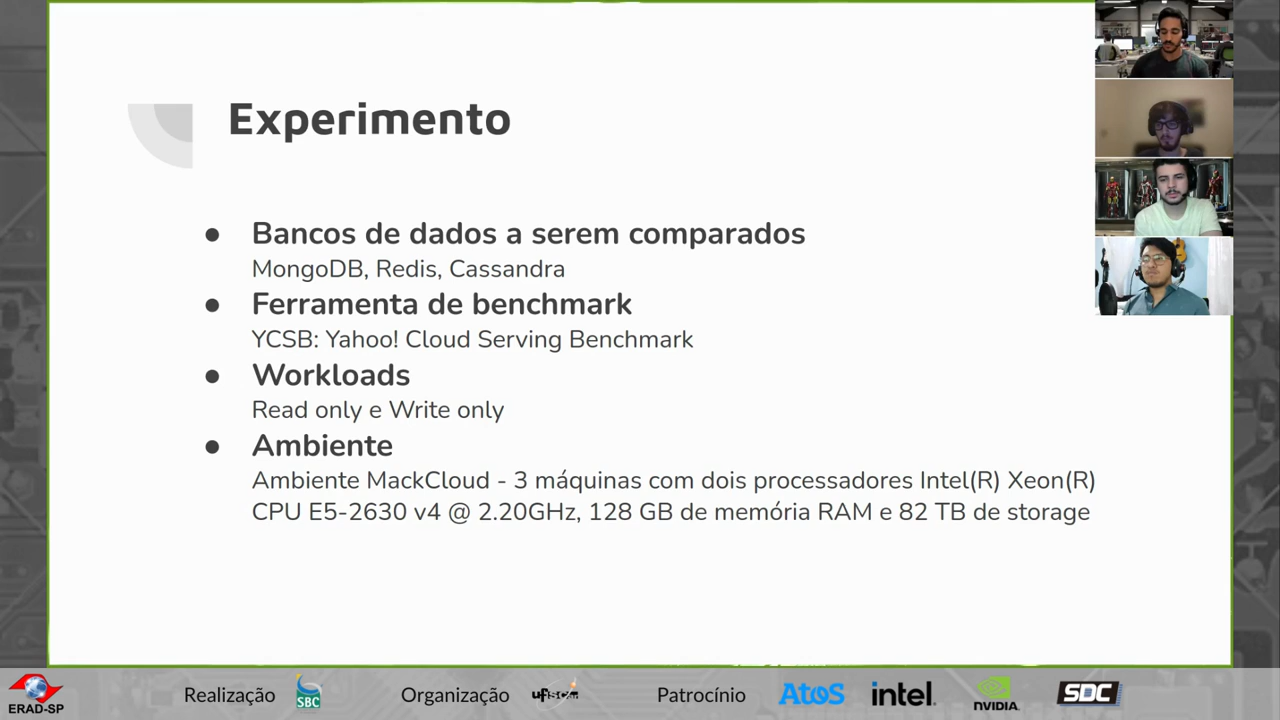 Experimento
● Bancos de dados a serem comparados
MongoDB, Redis, Cassandra
● Ferramenta de benchmark
YCSB: Yahoo! Cloud Serving Benchmark
● Workloads
Read only e Write only
● Ambiente
Ambiente MackCloud - 3 máquinas com dois processadores Intel(R) Xeon(R)
CPU E5-2630 v4 @ 2.20GHz, 128 GB de memória RAM e 82 TB de storage
ERAD-SP
Realização
SBC
Organização
ufscar
Patrocínio
Atos
intel.
NVIDIA.
SDC